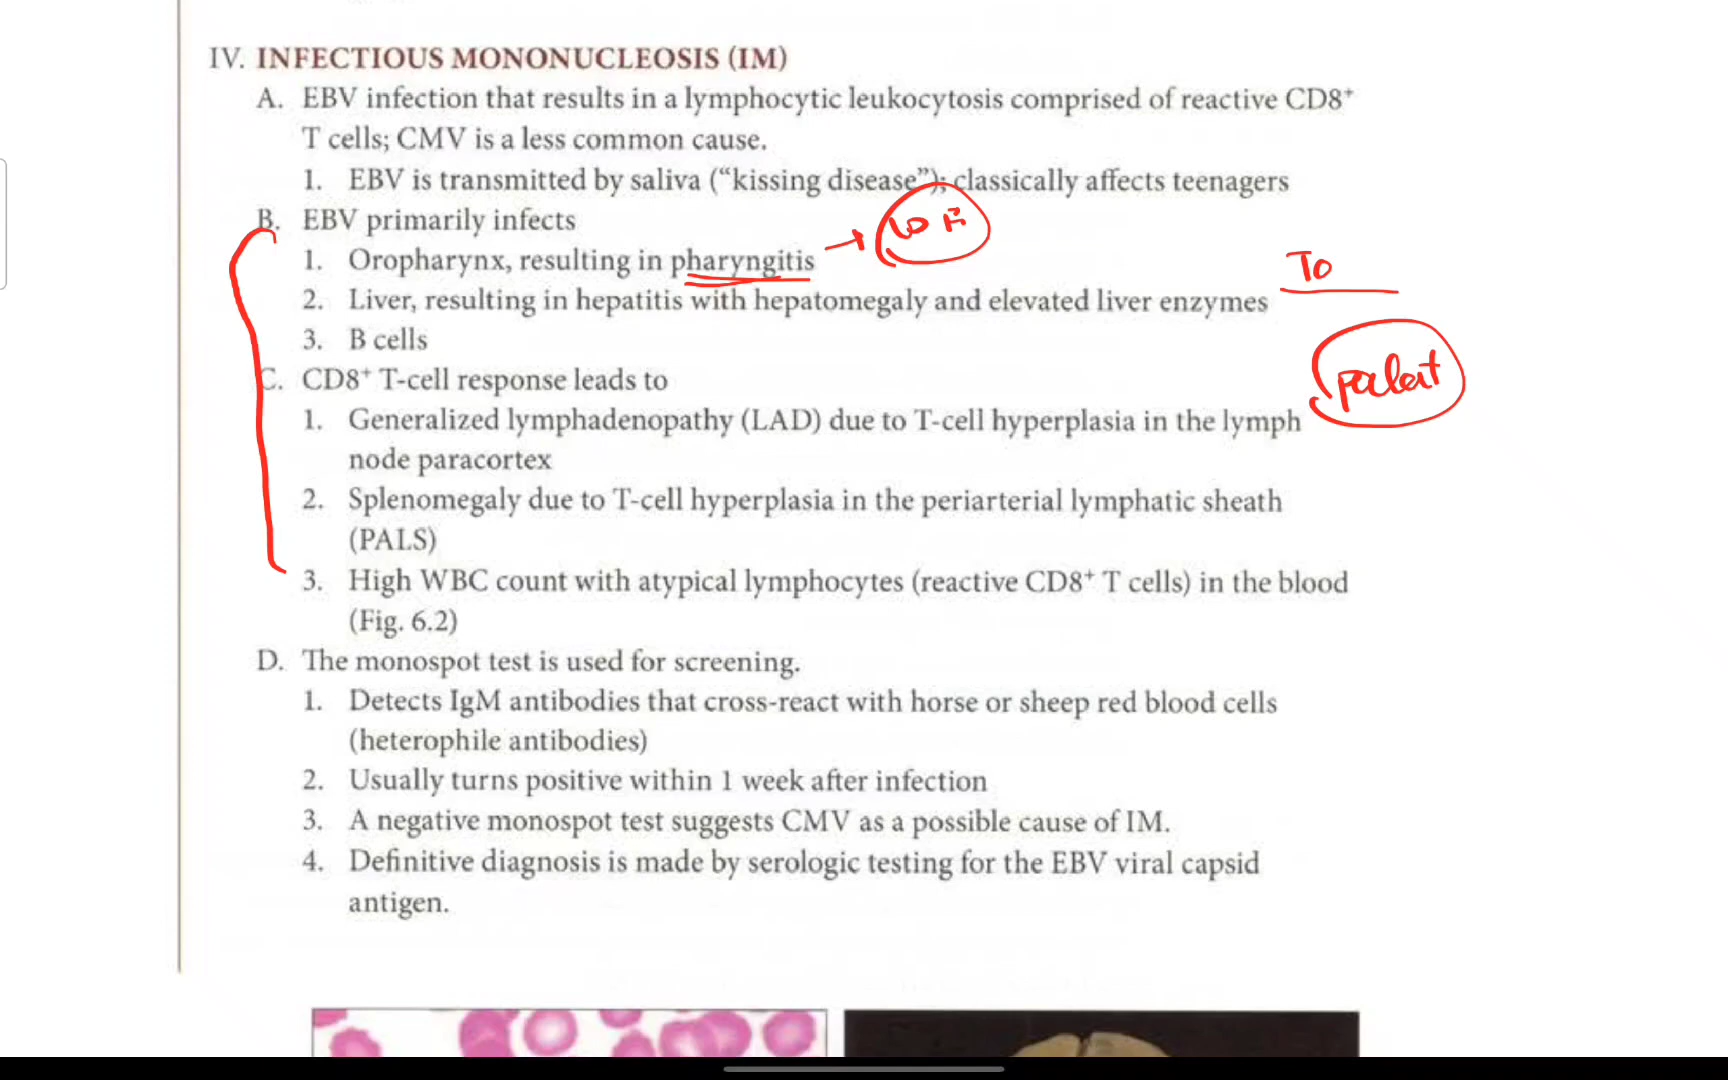 IV. INFECTIOUS MONONUCLEOSIS (IM)
A. EBV infection that results in a lymphocytic leukocytosis comprised of reactive CD8⁺
T cells; CMV is a less common cause.
1. EBV is transmitted by saliva (“kissing disease”); classically affects teenagers
B. EBV primarily infects
1. Oropharynx, resulting in pharyngitis
To
2. Liver, resulting in hepatitis with hepatomegaly and elevated liver enzymes
3. B cells
C. CD8⁺ T-cell response leads to
1. Generalized lymphadenopathy (LAD) due to T-cell hyperplasia in the lymph
node paracortex
2. Splenomegaly due to T-cell hyperplasia in the periarterial lymphatic sheath
(PALS)
3. High WBC count with atypical lymphocytes (reactive CD8⁺ T cells) in the blood
(Fig. 6.2)
D. The monospot test is used for screening.
1. Detects IgM antibodies that cross-react with horse or sheep red blood cells
(heterophile antibodies)
2. Usually turns positive within 1 week after infection
3. A negative monospot test suggests CMV as a possible cause of IM.
4. Definitive diagnosis is made by serologic testing for the EBV viral capsid
antigen.